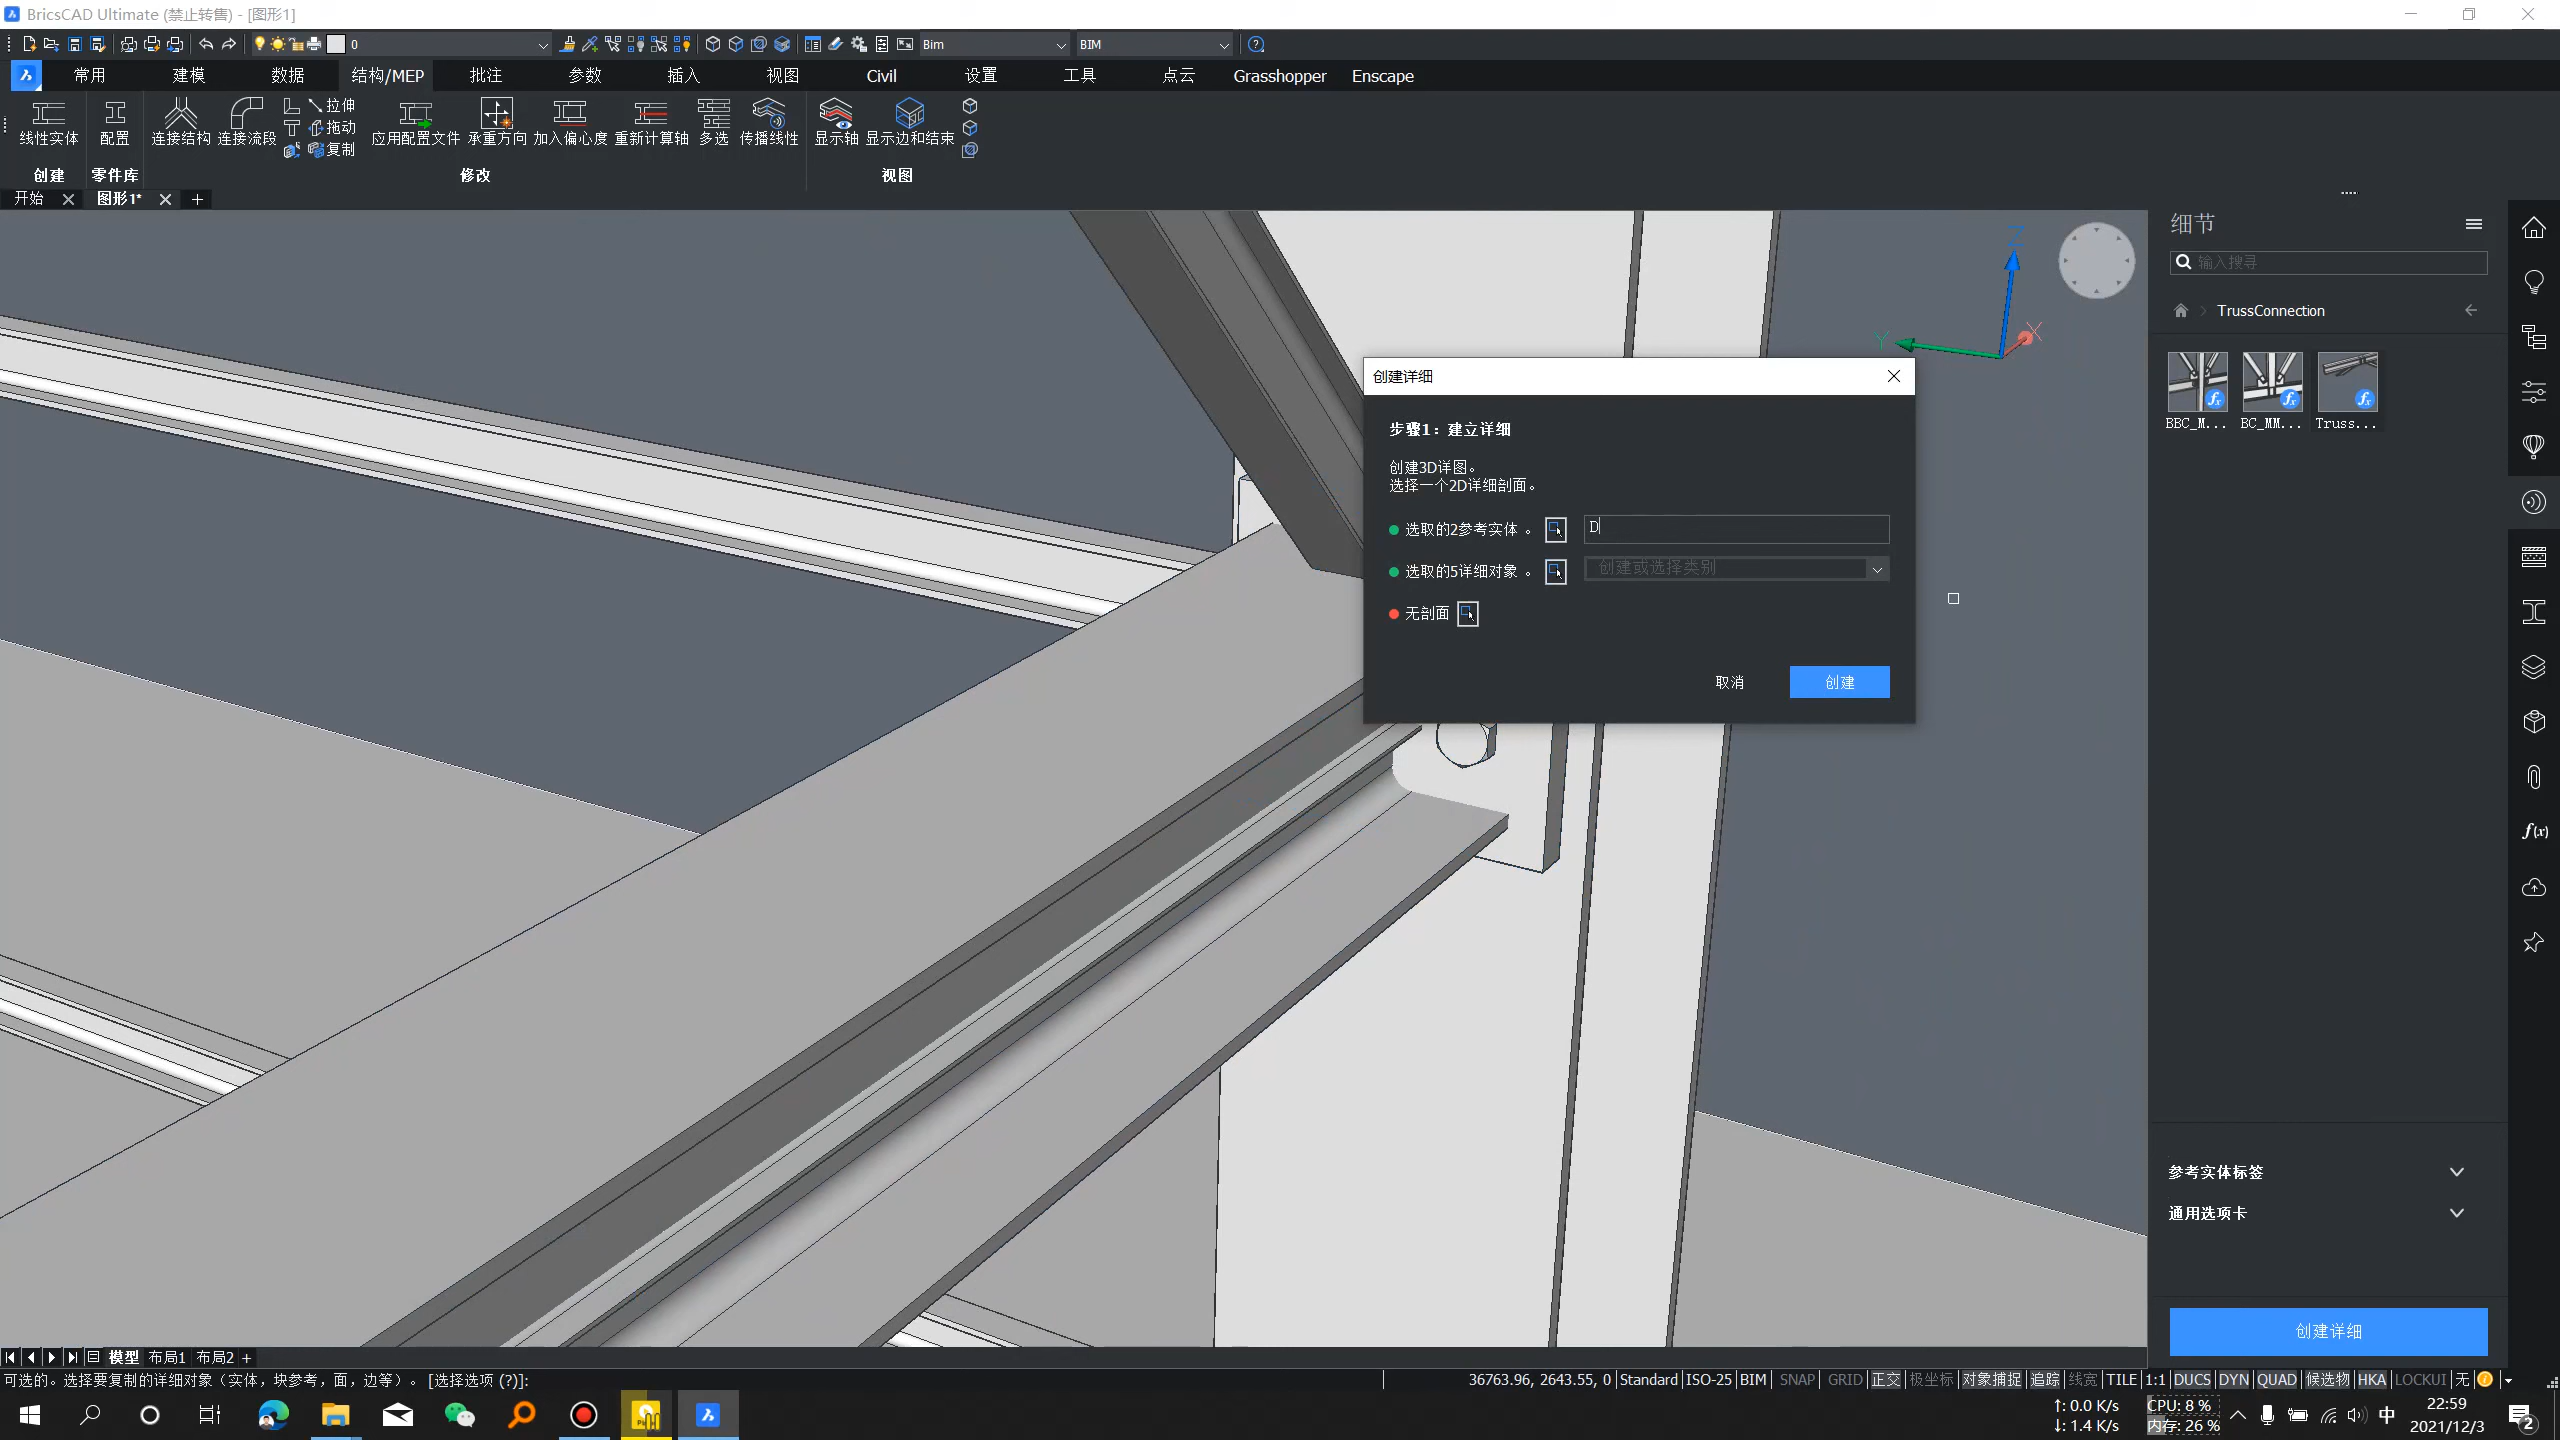 BricsCAD Ultimate (禁止转售) - [图形1]
0
Bim
BIM
常用
建模
数据
结构/MEP
批注
参数
插入
视图
Civil
设置
工具
点云
Grasshopper
Enscape
线性实体
配置
连接结构
连接流段
拉伸
拖动
复制
应用配置文件
承重方向
加入偏心度
重新计算轴
多选
传播线性
显示轴
显示边和结束
创建
零件库
修改
视图
开始
图形1*
细节
输入搜寻
TrussConnection
BBC_M...
BC_MM...
Truss...
Z
Y
X
创建详细
步骤1：建立详细
创建3D详图。
选择一个2D详细剖面。
选取的2参考实体 。
D
选取的5详细对象 。
创建或选择类别
无剖面
取消
创建
f(x)
参考实体标签
通用选项卡
创建详细
模型
布局1
布局2
可选的。选择要复制的详细对象（实体，块参考，面，边等）。 [选择选项 (?)]:
36763.96, 2643.55, 0
Standard
ISO-25
BIM
SNAP
GRID
正交
极坐标
对象捕捉
追踪
线宽
TILE
1:1
DUCS
DYN
QUAD
候选物
HKA
LOCKUI
无
↑: 0.0 K/s
↓: 1.4 K/s
CPU: 8 %
内存: 26 %
中
22:59
2021/12/3
2